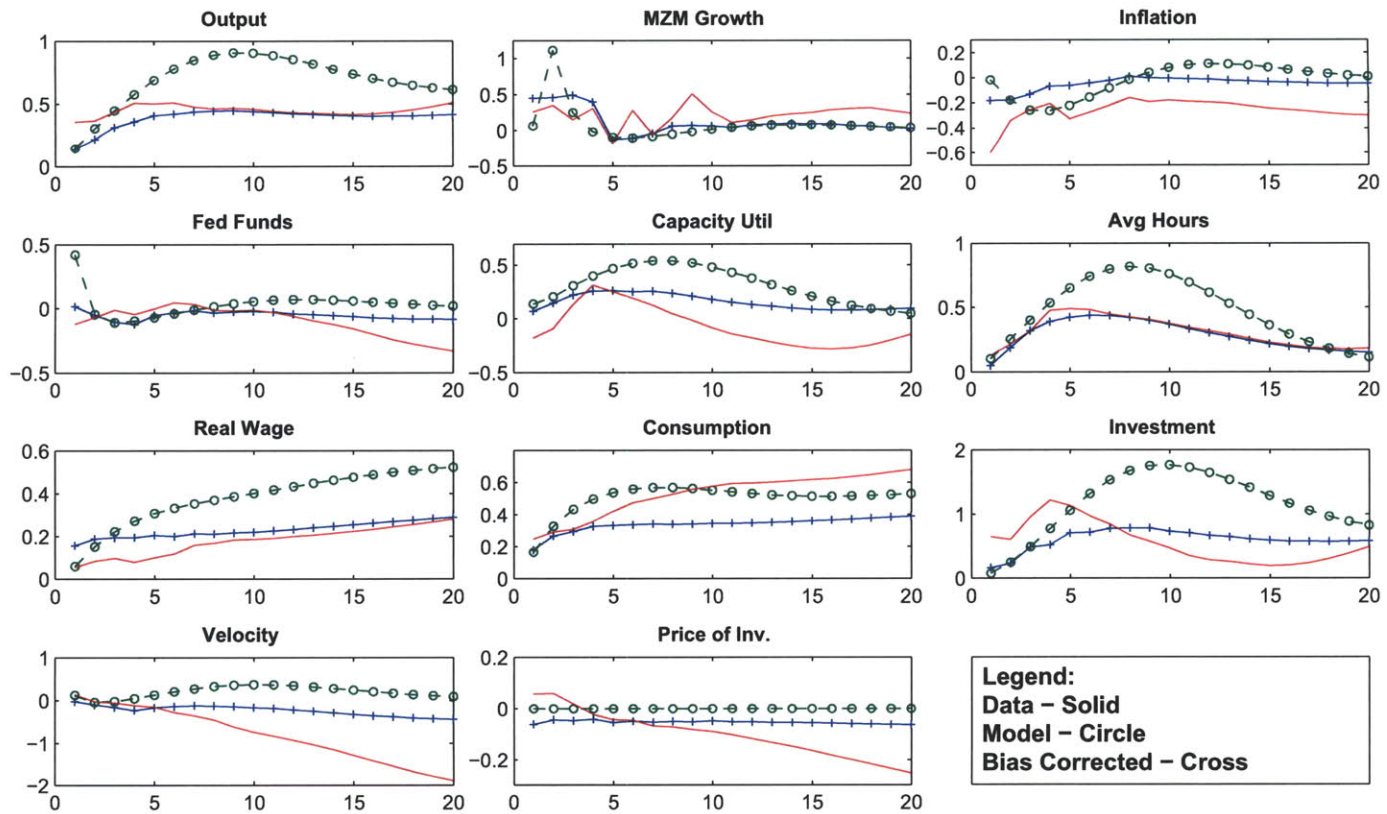 Output
MZM Growth
Inflation
1
0.5
0
0 5 10 15 20
1
0.5
0
−0.5
0 5 10 15 20
0.2
0
−0.2
−0.4
−0.6
0 5 10 15 20
Fed Funds
Capacity Util
Avg Hours
0.5
0
−0.5
0 5 10 15 20
0.5
0
−0.5
0 5 10 15 20
1
0.5
0
0 5 10 15 20
Real Wage
Consumption
Investment
0.6
0.4
0.2
0
0 5 10 15 20
0.6
0.4
0.2
0
0 5 10 15 20
2
1
0
0 5 10 15 20
Velocity
Price of Inv.
1
0
−1
−2
0 5 10 15 20
0.2
0
−0.2
0 5 10 15 20
Legend:
Data − Solid
Model − Circle
Bias Corrected − Cross